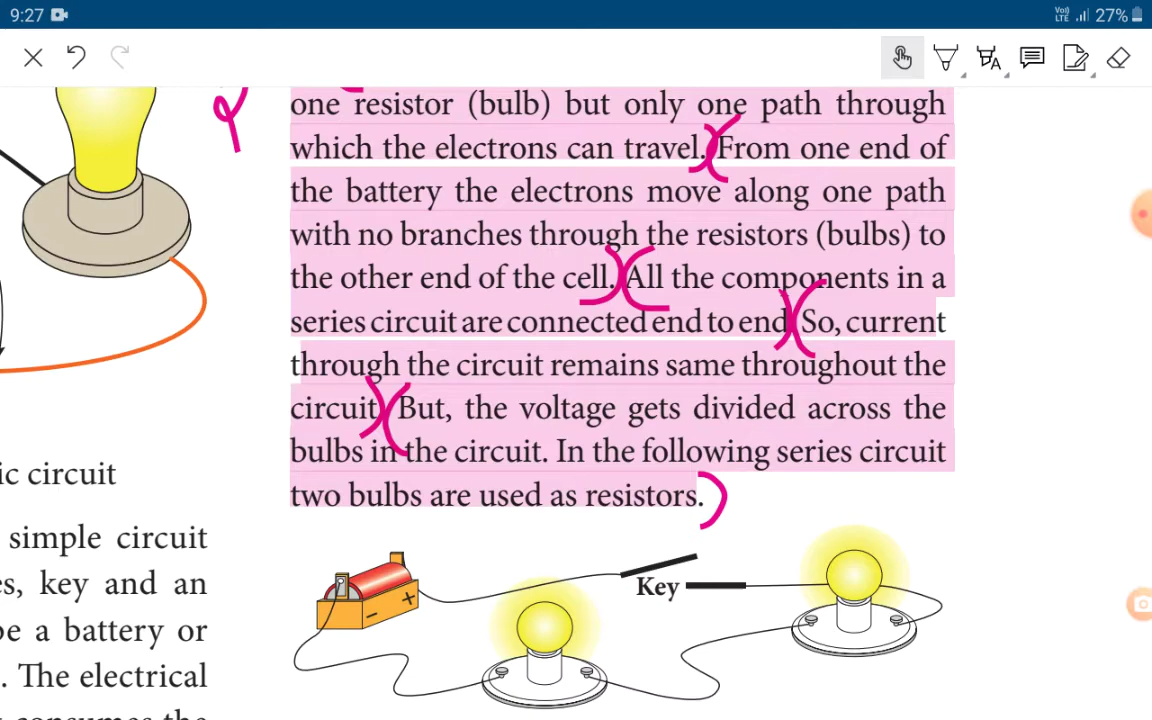 9:27
Vo)) LTE 27%
one resistor (bulb) but only one path through
which the electrons can travel. From one end of
the battery the electrons move along one path
with no branches through the resistors (bulbs) to
the other end of the cell. All the components in a
series circuit are connected end to end. So, current
through the circuit remains same throughout the
circuit. But, the voltage gets divided across the
bulbs in the circuit. In the following series circuit
two bulbs are used as resistors.
ic circuit
simple circuit
es, key and an
be a battery or
. The electrical
consumes the
Key
− +